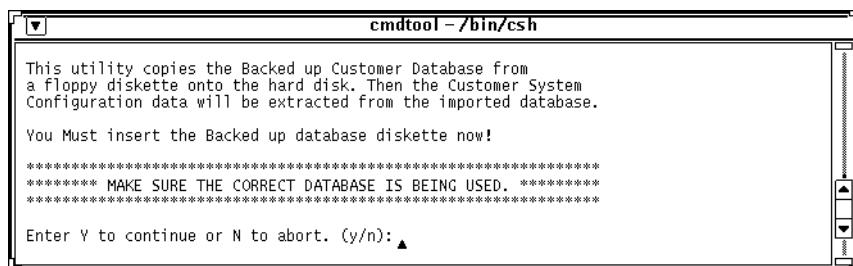 cmdtool - /bin/csh
This utility copies the Backed up Customer Database from
a floppy diskette onto the hard disk. Then the Customer System
Configuration data will be extracted from the imported database.
You Must insert the Backed up database diskette now!
****************************************************************
******** MAKE SURE THE CORRECT DATABASE IS BEING USED. *********
****************************************************************
Enter Y to continue or N to abort. (y/n):